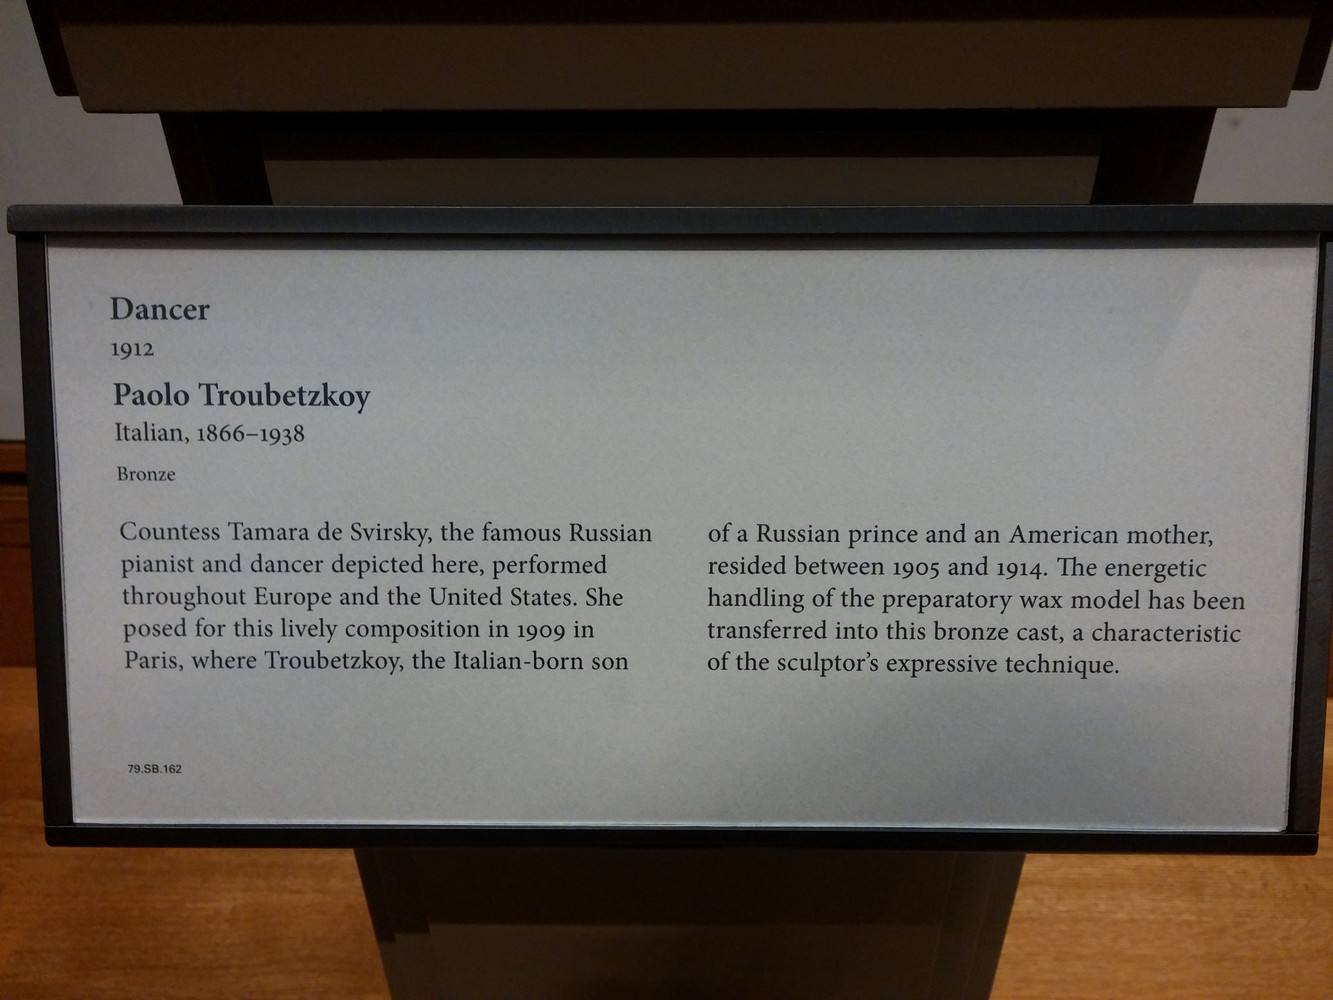 Dancer
1912
Paolo Troubetzkoy
Italian, 1866–1938
Bronze
Countess Tamara de Svirsky, the famous Russian
pianist and dancer depicted here, performed
throughout Europe and the United States. She
posed for this lively composition in 1909 in
Paris, where Troubetzkoy, the Italian-born son
of a Russian prince and an American mother,
resided between 1905 and 1914. The energetic
handling of the preparatory wax model has been
transferred into this bronze cast, a characteristic
of the sculptor’s expressive technique.
79.SB.162